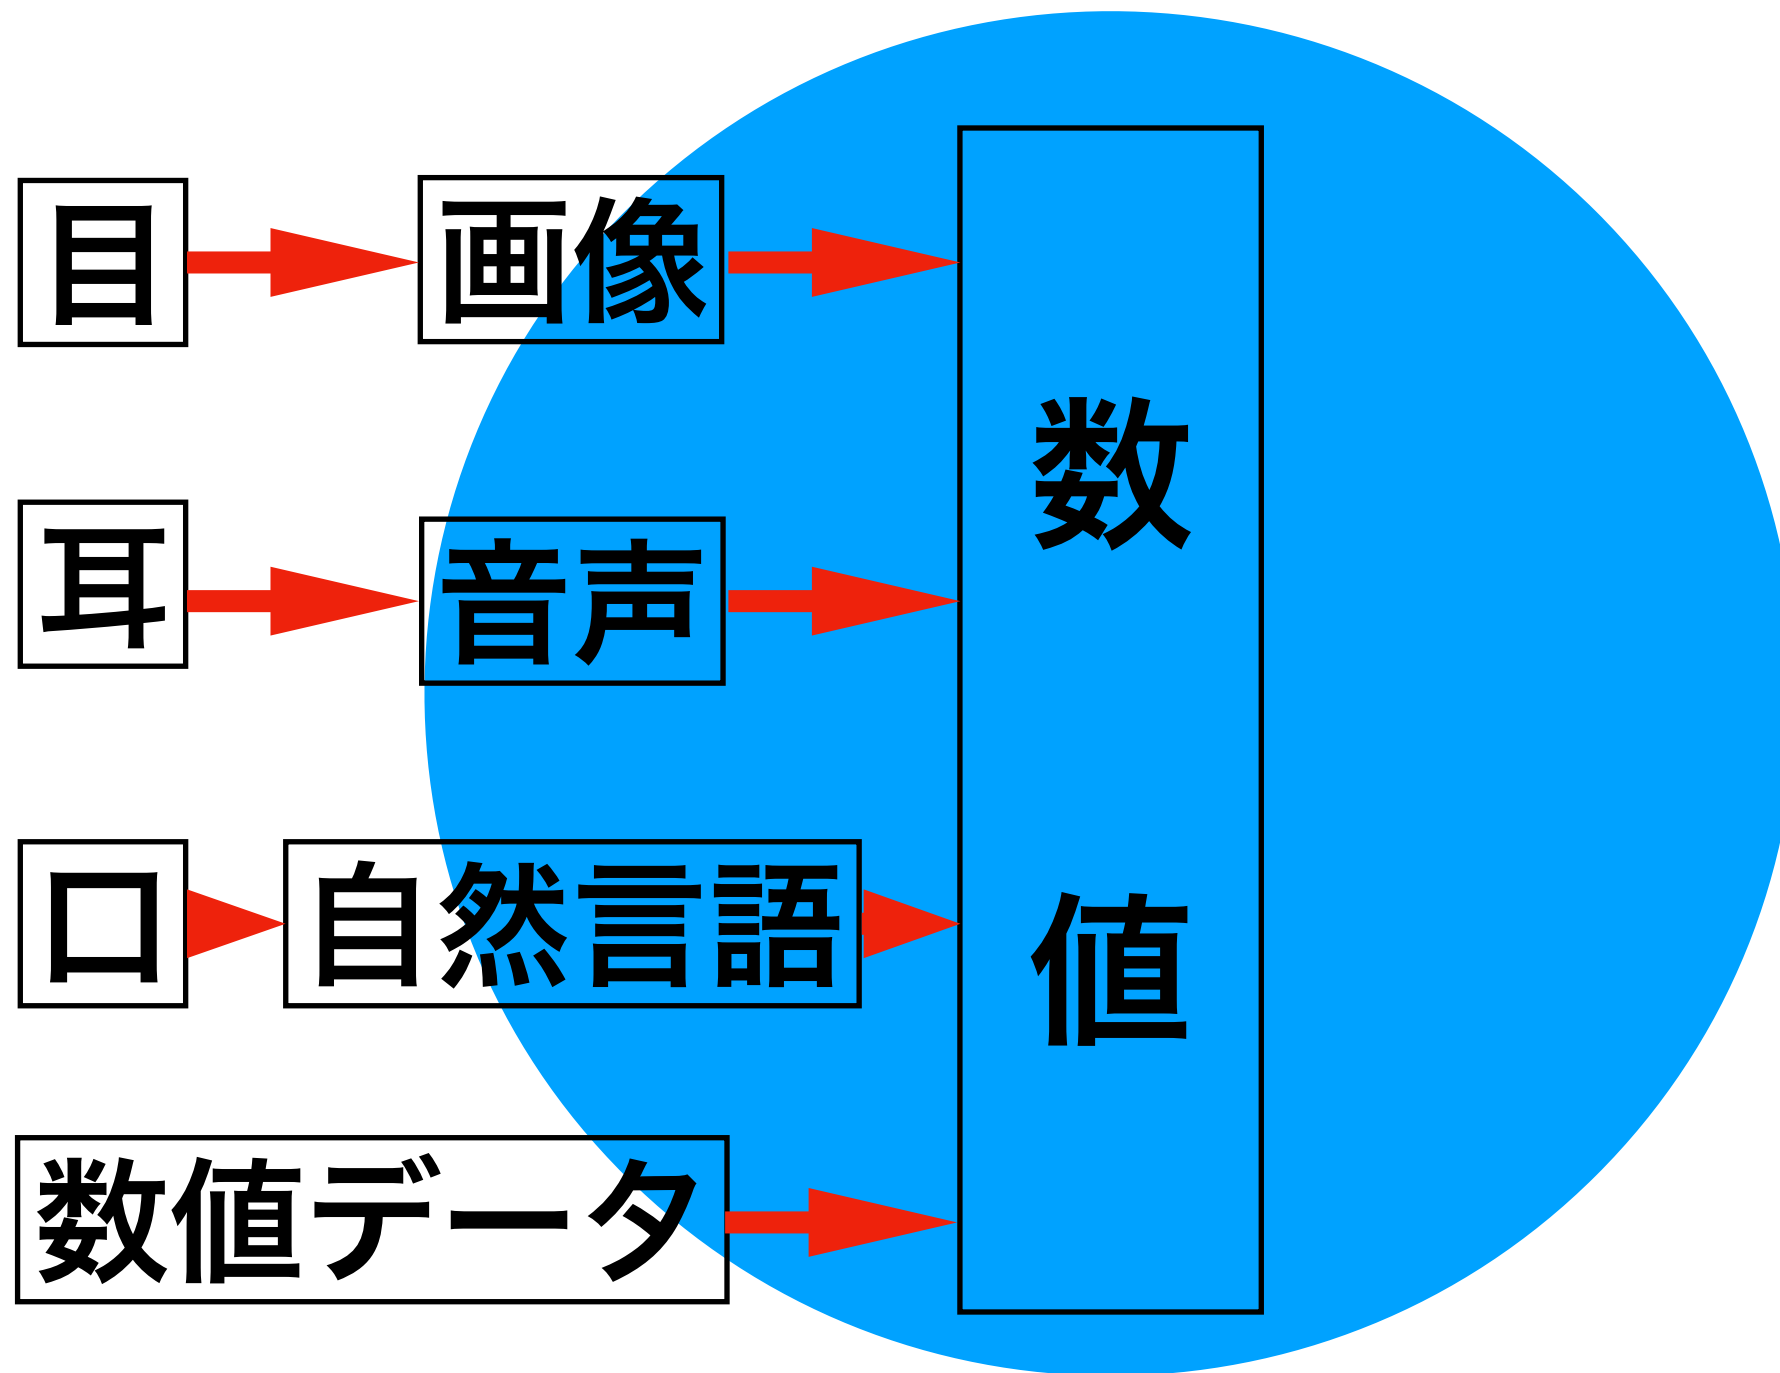 目
画像
耳
音声
口
自然言語
数値データ
数
値